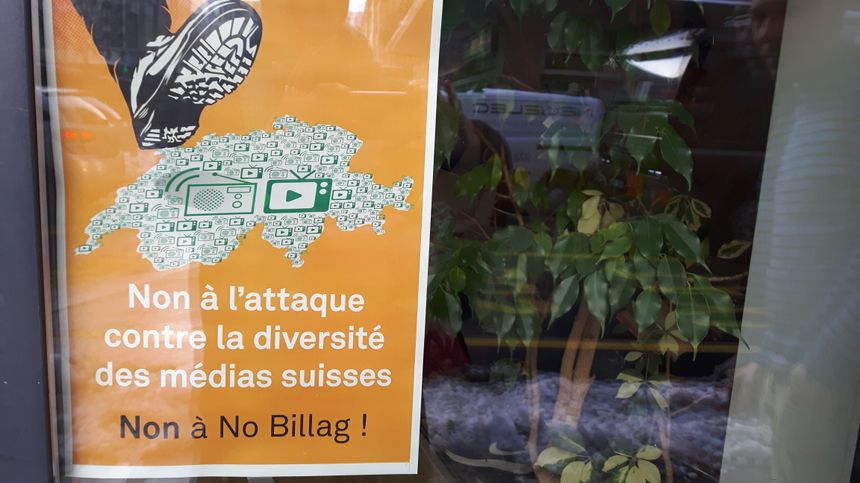 Non à l'attaque
contre la diversité
des médias suisses
Non à No Billag !